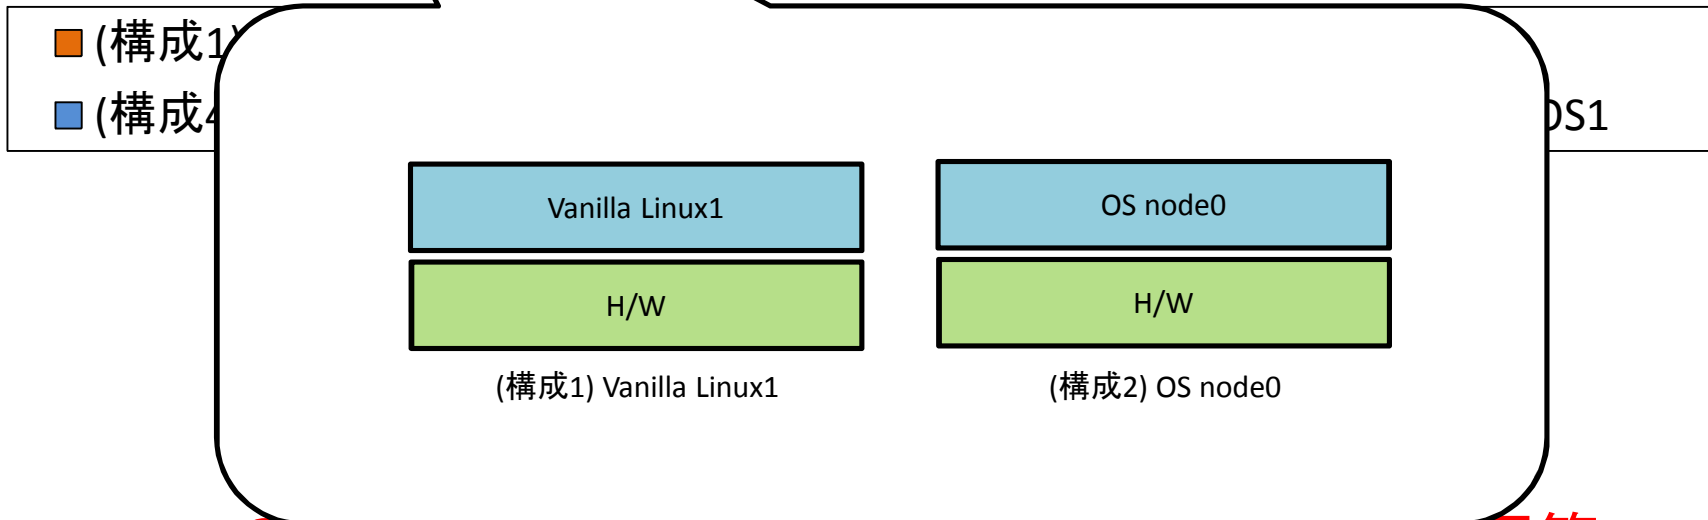 (構成1)
(構成4
OS1
Vanilla Linux1
OS node0
H/W
H/W
(構成1) Vanilla Linux1
(構成2) OS node0